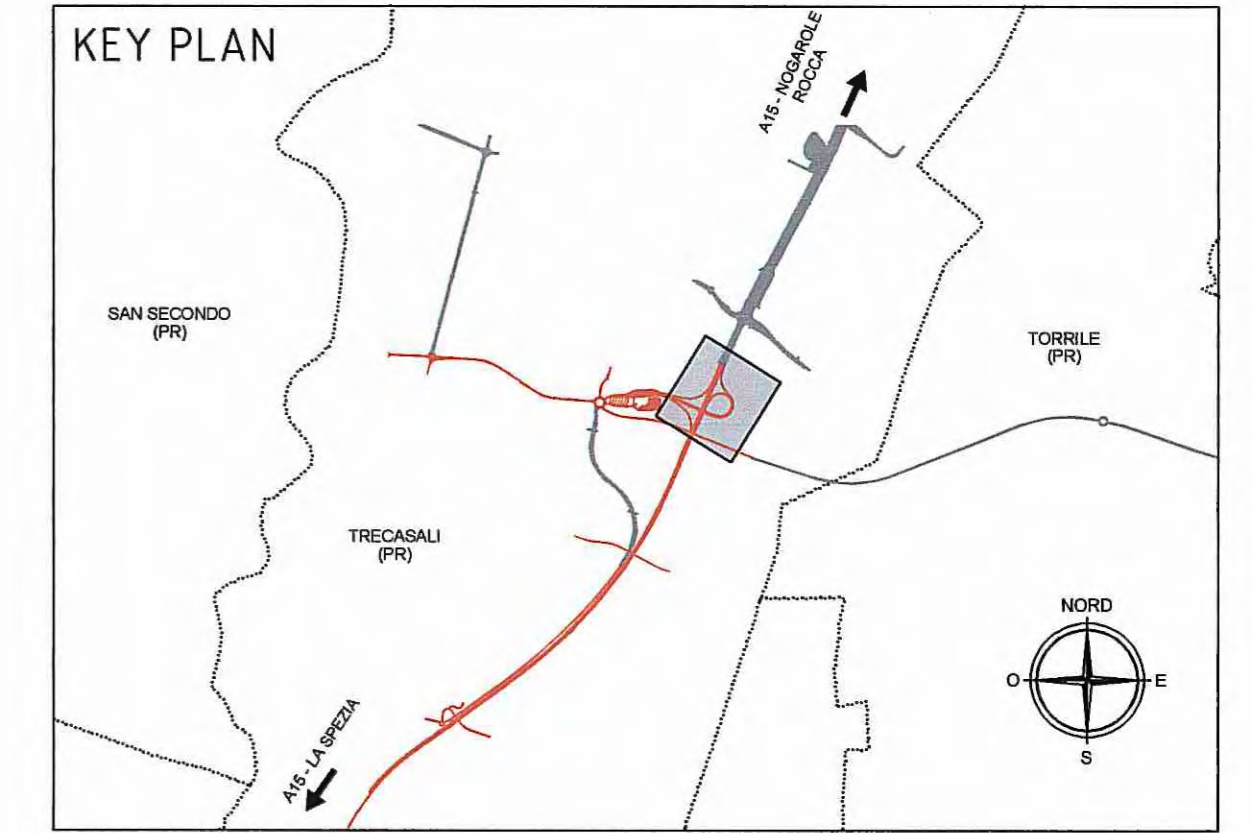 KEY PLAN
A15 - NOGAROLE
ROCCA
SAN SECONDO
(PR)
TORRILE
(PR)
TRECASALI
(PR)
NORD
O
E
S
A15 - LA SPEZIA